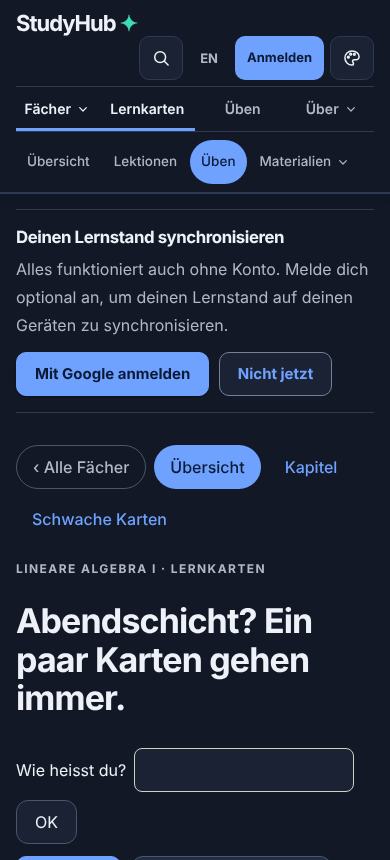 StudyHub
EN
Anmelden
Fächer
Lernkarten
Üben
Über
Übersicht
Lektionen
Üben
Materialien
Deinen Lernstand synchronisieren
Alles funktioniert auch ohne Konto. Melde dich
optional an, um deinen Lernstand auf deinen
Geräten zu synchronisieren.
Mit Google anmelden
Nicht jetzt
‹ Alle Fächer
Übersicht
Kapitel
Schwache Karten
LINEARE ALGEBRA I · LERNKARTEN
Abendschicht? Ein
paar Karten gehen
immer.
Wie heisst du?
OK